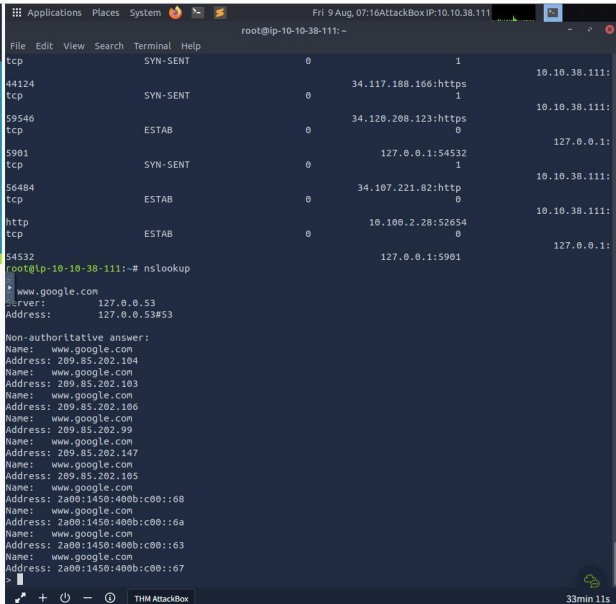 Applications Places System Fri 9 Aug, 07:16 AttackBox IP:10.10.38.111
root@ip-10-10-38-111: ~
File Edit View Search Terminal Help
tcp SYN-SENT 0 1
10.10.38.111:
44124 34.117.188.166:https
tcp SYN-SENT 0 1
10.10.38.111:
59546 34.120.208.123:https
tcp ESTAB 0 0
127.0.0.1:
5901 127.0.0.1:54532
tcp SYN-SENT 0 1
10.10.38.111:
56484 34.107.221.82:http
tcp ESTAB 0 0
10.10.38.111:
http 10.100.2.28:52654
tcp ESTAB 0 0
127.0.0.1:
54532 127.0.0.1:5901
root@ip-10-10-38-111:~# nslookup
www.google.com
Server: 127.0.0.53
Address: 127.0.0.53#53
Non-authoritative answer:
Name: www.google.com
Address: 209.85.202.104
Name: www.google.com
Address: 209.85.202.103
Name: www.google.com
Address: 209.85.202.106
Name: www.google.com
Address: 209.85.202.99
Name: www.google.com
Address: 209.85.202.147
Name: www.google.com
Address: 209.85.202.105
Name: www.google.com
Address: 2a00:1450:400b:c00::68
Name: www.google.com
Address: 2a00:1450:400b:c00::6a
Name: www.google.com
Address: 2a00:1450:400b:c00::63
Name: www.google.com
Address: 2a00:1450:400b:c00::67
>
THM AttackBox 33min 11s